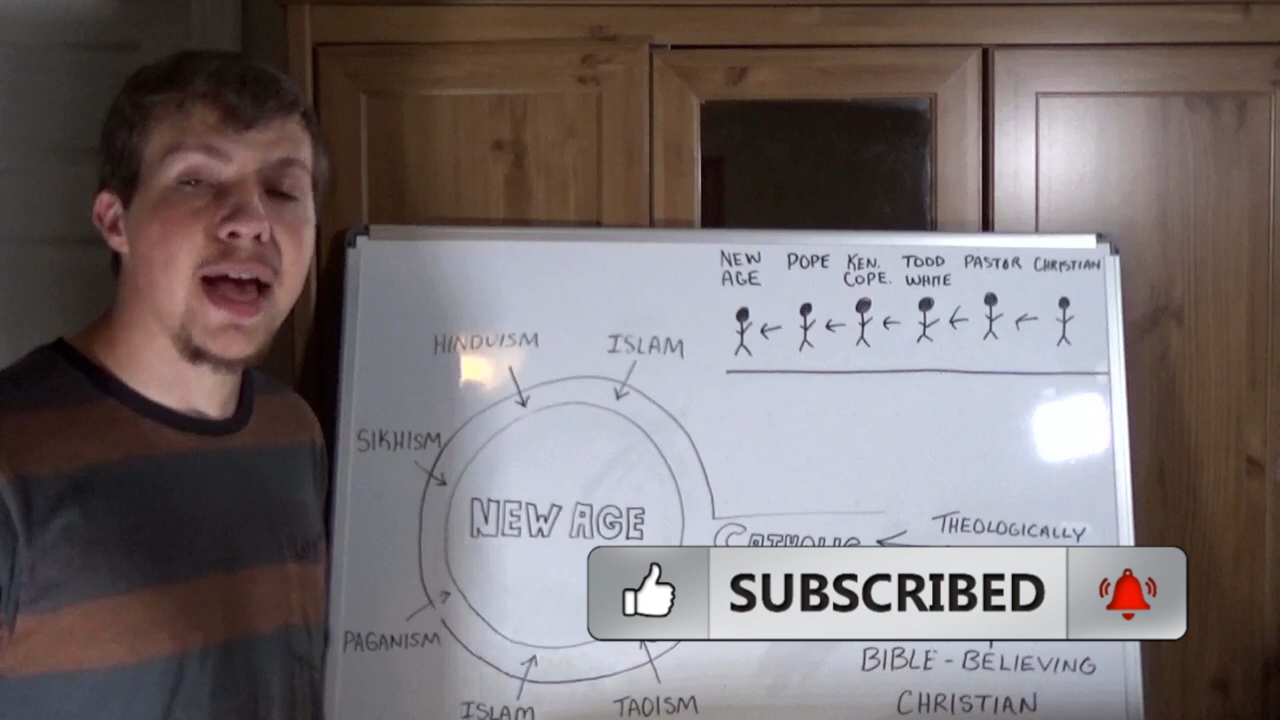 NEW AGE
POPE
KEN. COPE.
TODD WHITE
PASTOR
CHRISTIAN
HINDUISM
ISLAM
SIKHISM
NEW AGE
CATHOLIC
THEOLOGICALLY
SUBSCRIBED
PAGANISM
BIBLE-BELIEVING
CHRISTIAN
ISLAM
TAOISM